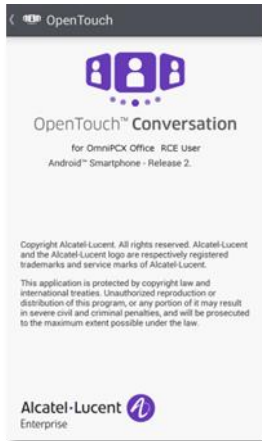 OpenTouch
OpenTouch™ Conversation
for OmniPCX Office RCE User
Android™ Smartphone - Release 2.
Copyright Alcatel-Lucent. All rights reserved. Alcatel-Lucent
and the Alcatel-Lucent logo are respectively registered
trademarks and service marks of Alcatel-Lucent.
This application is protected by copyright law and
international treaties. Unauthorized reproduction or
distribution of this program, or any portion of it may result
in severe civil and criminal penalties, and will be prosecuted
to the maximum extent possible under the law.
Alcatel·Lucent
Enterprise